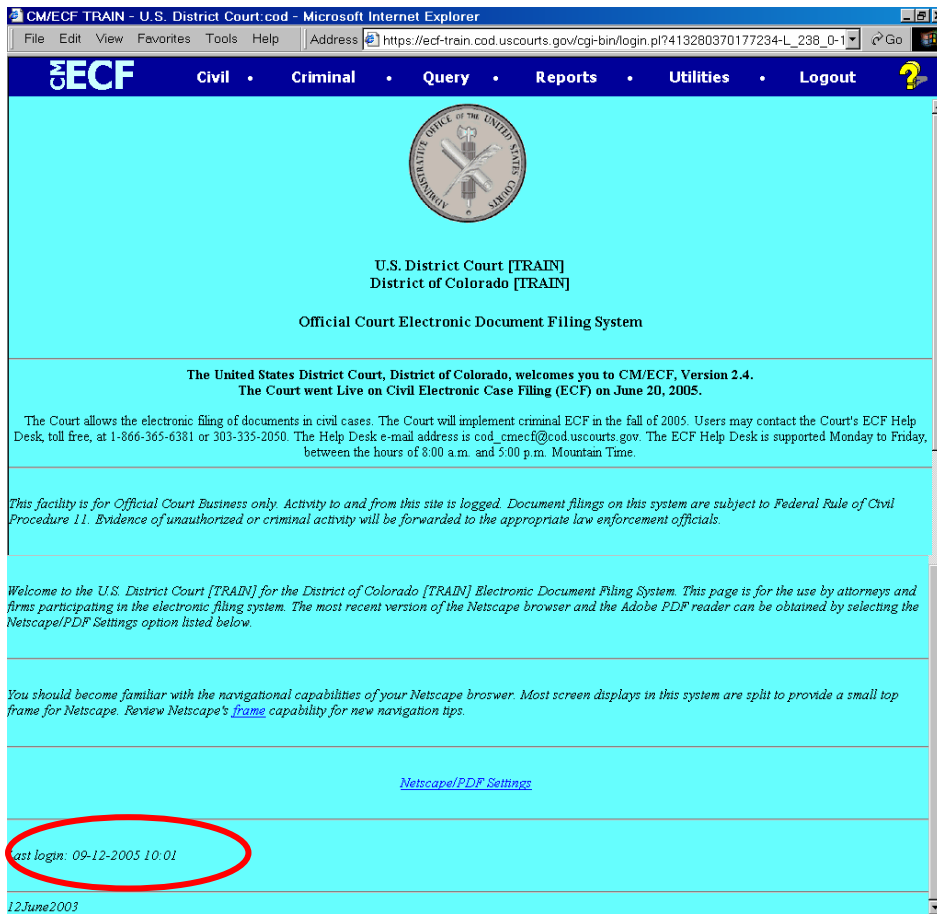 CM/ECF TRAIN - U.S. District Court:cod - Microsoft Internet Explorer
File Edit View Favorites Tools Help Address https://ecf-train.cod.uscourts.gov/cgi-bin/login.pl?413280370177234-L_238_0-1 Go
CM ECF Civil • Criminal • Query • Reports • Utilities • Logout ?
ADMINISTRATIVE OFFICE OF THE UNITED STATES COURTS
U.S. District Court [TRAIN]
District of Colorado [TRAIN]
Official Court Electronic Document Filing System
The United States District Court, District of Colorado, welcomes you to CM/ECF, Version 2.4.
The Court went Live on Civil Electronic Case Filing (ECF) on June 20, 2005.
The Court allows the electronic filing of documents in civil cases. The Court will implement criminal ECF in the fall of 2005. Users may contact the Court's ECF Help
Desk, toll free, at 1-866-365-6381 or 303-335-2050. The Help Desk e-mail address is cod_cmecf@cod.uscourts.gov. The ECF Help Desk is supported Monday to Friday,
between the hours of 8:00 a.m. and 5:00 p.m. Mountain Time.
This facility is for Official Court Business only. Activity to and from this site is logged. Document filings on this system are subject to Federal Rule of Civil
Procedure 11. Evidence of unauthorized or criminal activity will be forwarded to the appropriate law enforcement officials.
Welcome to the U.S. District Court [TRAIN] for the District of Colorado [TRAIN] Electronic Document Filing System. This page is for the use by attorneys and
firms participating in the electronic filing system. The most recent version of the Netscape browser and the Adobe PDF reader can be obtained by selecting the
Netscape/PDF Settings option listed below.
You should become familiar with the navigational capabilities of your Netscape broswer. Most screen displays in this system are split to provide a small top
frame for Netscape. Review Netscape's frame capability for new navigation tips.
Netscape/PDF Settings
Last login: 09-12-2005 10:01
12June2003